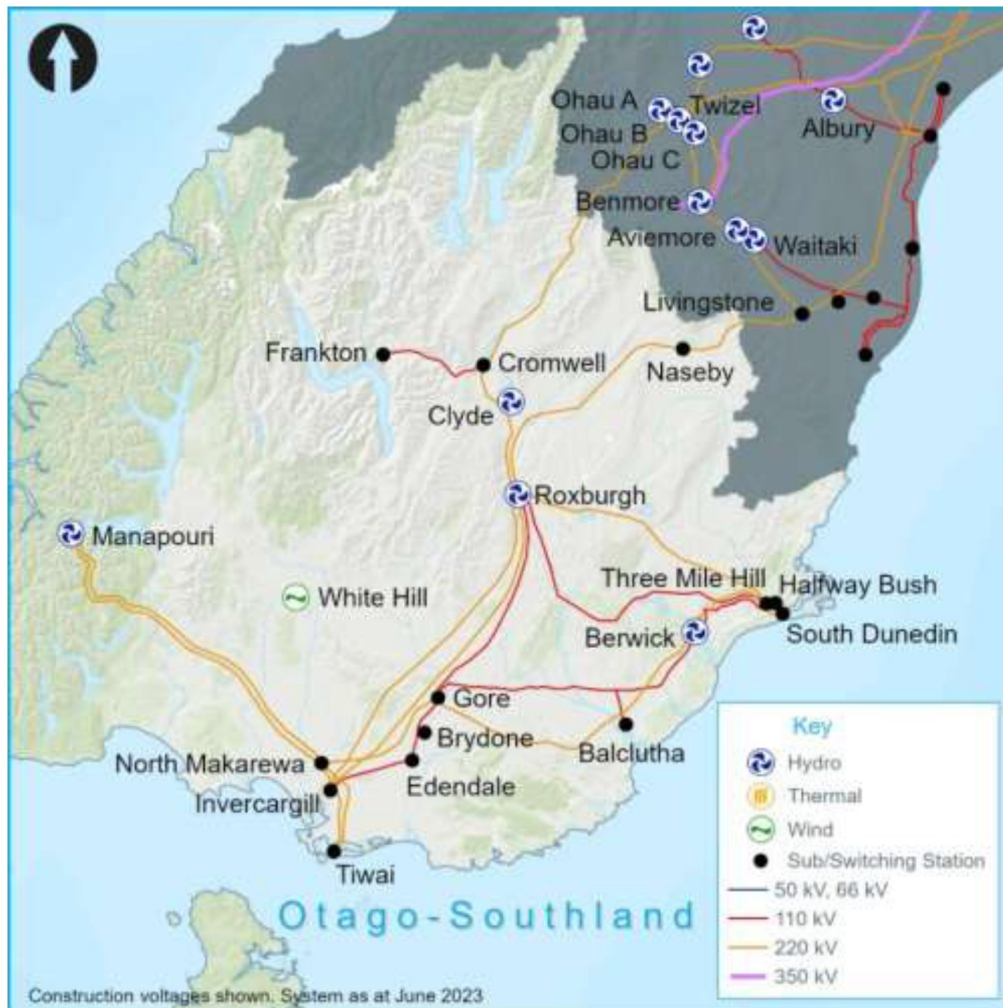 Ohau A
Twizel
Albury
Ohau B
Ohau C
Benmore
Aviemore
Waitaki
Livingstone
Frankton
Cromwell
Naseby
Clyde
Roxburgh
Manapouri
White Hill
Three Mile Hill
Halfway Bush
Berwick
South Dunedin
Gore
Brydone
Balclutha
North Makarewa
Edendale
Invercargill
Tiwai
Otago-Southland
Key
Hydro
Thermal
Wind
Sub/Switching Station
50 kV, 66 kV
110 kV
220 kV
350 kV
Construction voltages shown. System as at June 2023